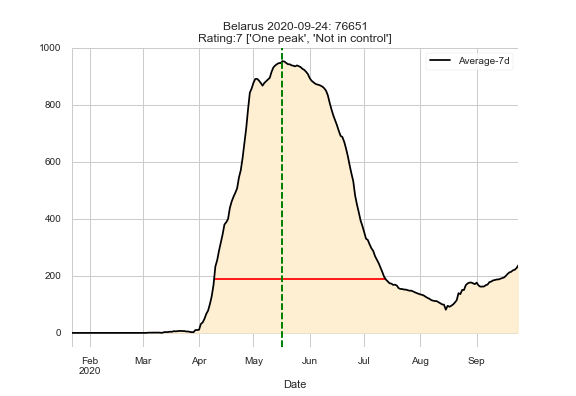 Belarus 2020-09-24: 76651
Rating:7 ['One peak', 'Not in control']
1000
Average-7d
800
600
400
200
0
Feb Mar Apr May Jun Jul Aug Sep
2020
Date